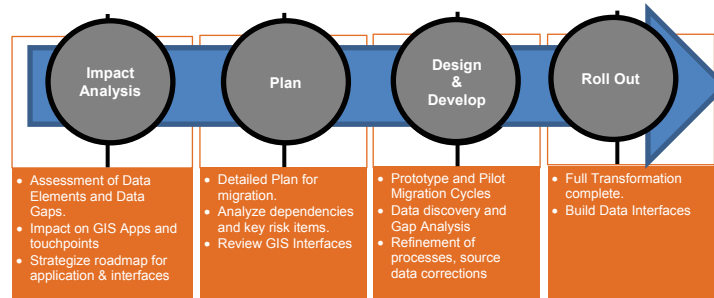 Impact
Analysis
Plan
Design
&
Develop
Roll Out
• Assessment of Data
Elements and Data
Gaps.
• Impact on GIS Apps and
touchpoints
• Strategize roadmap for
application & interfaces
• Detailed Plan for
migration.
• Analyze dependencies
and key risk items.
• Review GIS Interfaces
• Prototype and Pilot
Migration Cycles
• Data discovery and
Gap Analysis
• Refinement of
processes, source
data corrections
• Full Transformation
complete.
• Build Data Interfaces